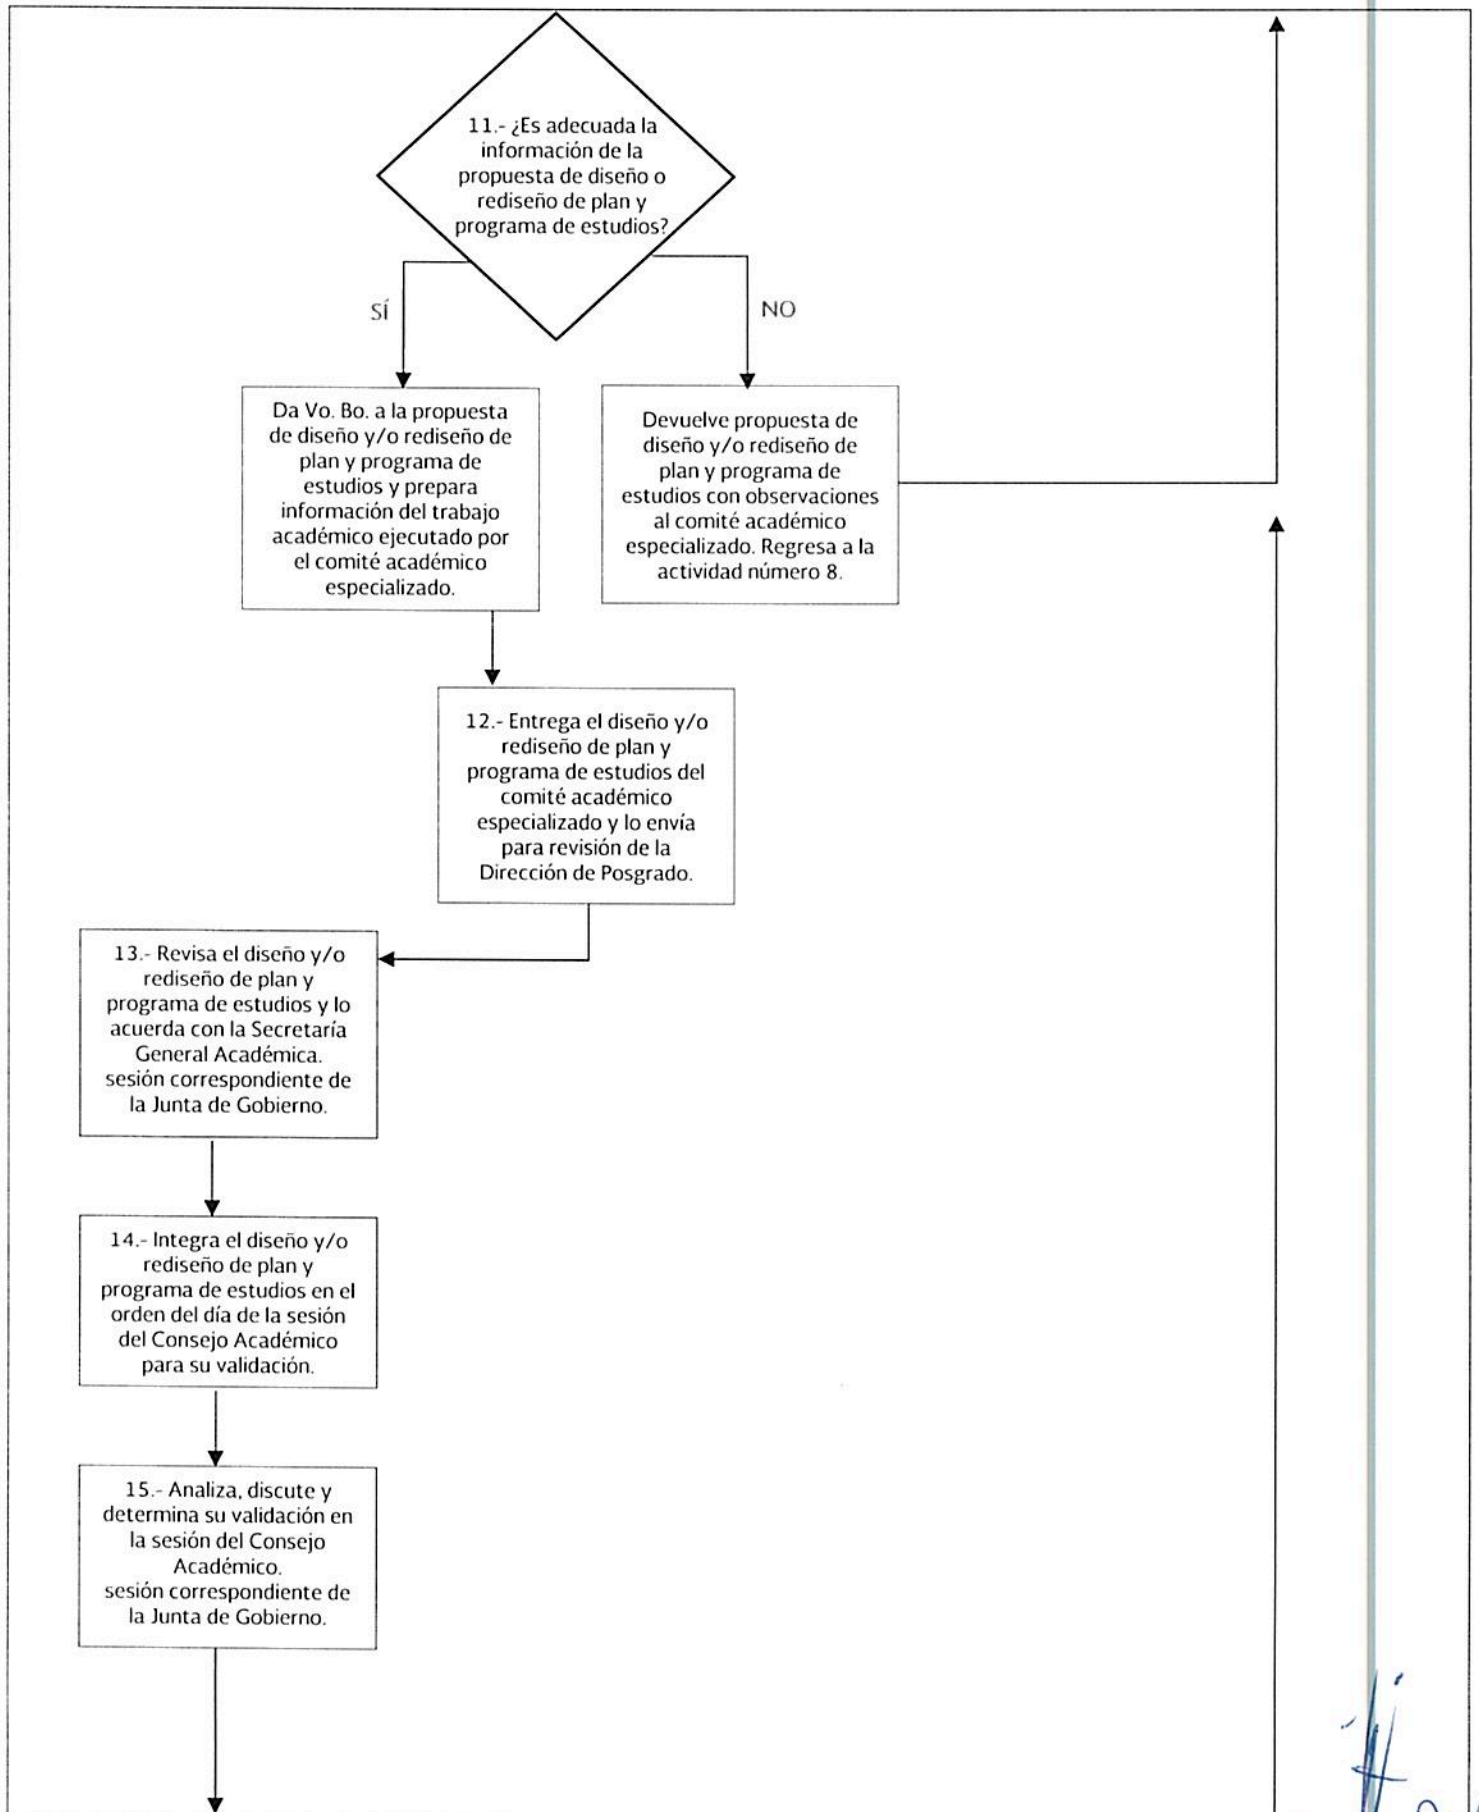 11.- ¿Es adecuada la
información de la
propuesta de diseño o
rediseño de plan y
programa de estudios?
SÍ
NO
Da Vo. Bo. a la propuesta
de diseño y/o rediseño de
plan y programa de
estudios y prepara
información del trabajo
académico ejecutado por
el comité académico
especializado.
Devuelve propuesta de
diseño y/o rediseño de
plan y programa de
estudios con observaciones
al comité académico
especializado. Regresa a la
actividad número 8.
12.- Entrega el diseño y/o
rediseño de plan y
programa de estudios del
comité académico
especializado y lo envía
para revisión de la
Dirección de Posgrado.
13.- Revisa el diseño y/o
rediseño de plan y
programa de estudios y lo
acuerda con la Secretaría
General Académica.
sesión correspondiente de
la Junta de Gobierno.
14.- Integra el diseño y/o
rediseño de plan y
programa de estudios en el
orden del día de la sesión
del Consejo Académico
para su validación.
15.- Analiza, discute y
determina su validación en
la sesión del Consejo
Académico.
sesión correspondiente de
la Junta de Gobierno.